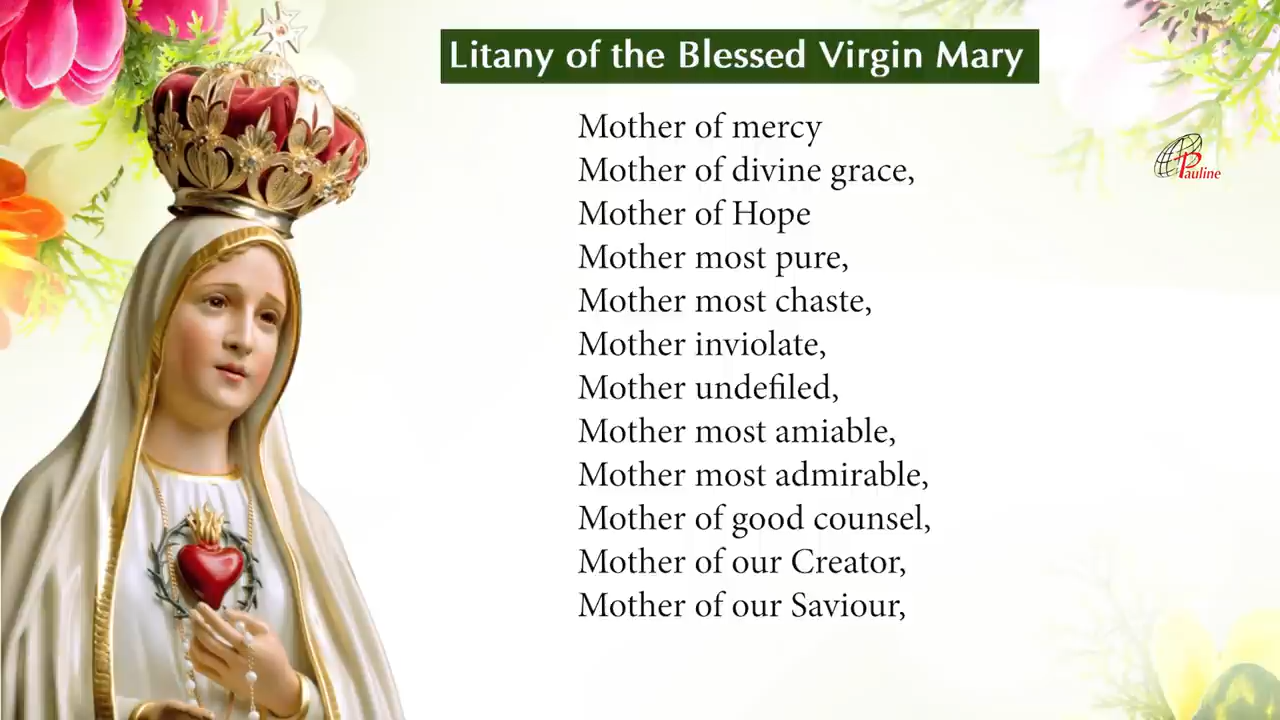 Litany of the Blessed Virgin Mary
Mother of mercy
Mother of divine grace,
Mother of Hope
Mother most pure,
Mother most chaste,
Mother inviolate,
Mother undefiled,
Mother most amiable,
Mother most admirable,
Mother of good counsel,
Mother of our Creator,
Mother of our Saviour,
Pauline